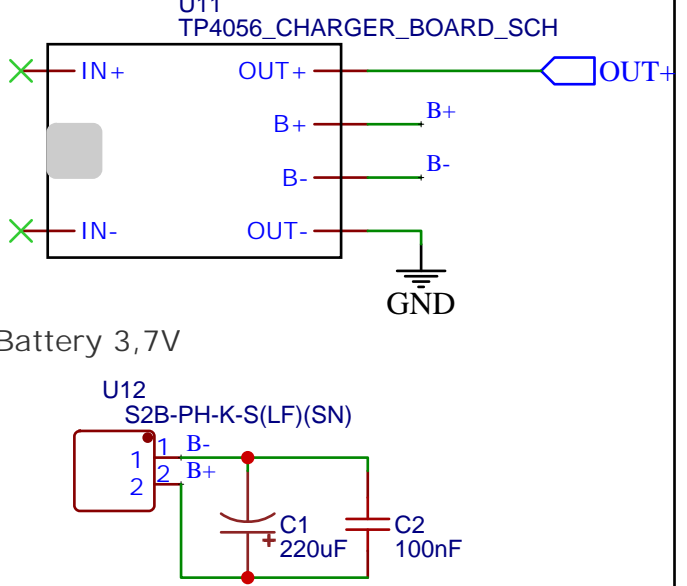 U11
TP4056_CHARGER_BOARD_SCH
IN+
OUT+
OUT+
B+
B+
B-
B-
IN-
OUT-
GND
Battery 3,7V
U12
S2B-PH-K-S(LF)(SN)
1
1
B-
2
2
B+
C1
220uF
C2
100nF